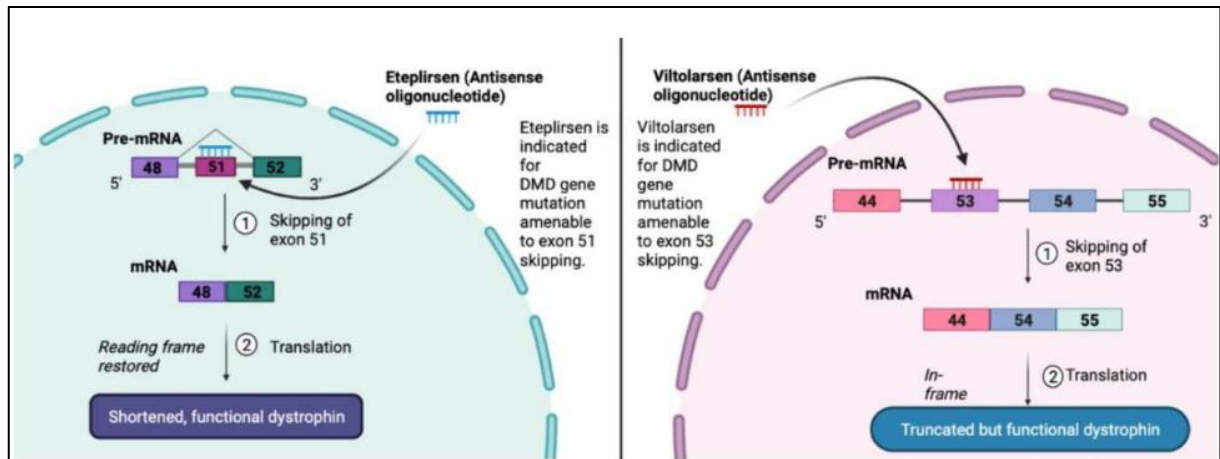 Eteplirsen (Antisense
oligonucleotide)
Pre-mRNA
48
51
52
5'
3'
Eteplirsen is
indicated
for
DMD gene
mutation
amenable
to exon 51
skipping.
1
Skipping of
exon 51
mRNA
48
52
Reading frame
restored
2
Translation
Shortened, functional dystrophin
Viltolarsen (Antisense
oligonucleotide)
Viltolarsen
is indicated
for DMD
gene
mutation
amenable
to exon 53
skipping.
Pre-mRNA
44
53
54
55
5'
3'
1
Skipping of
exon 53
mRNA
44
54
55
In-
frame
2
Translation
Truncated but functional dystrophin